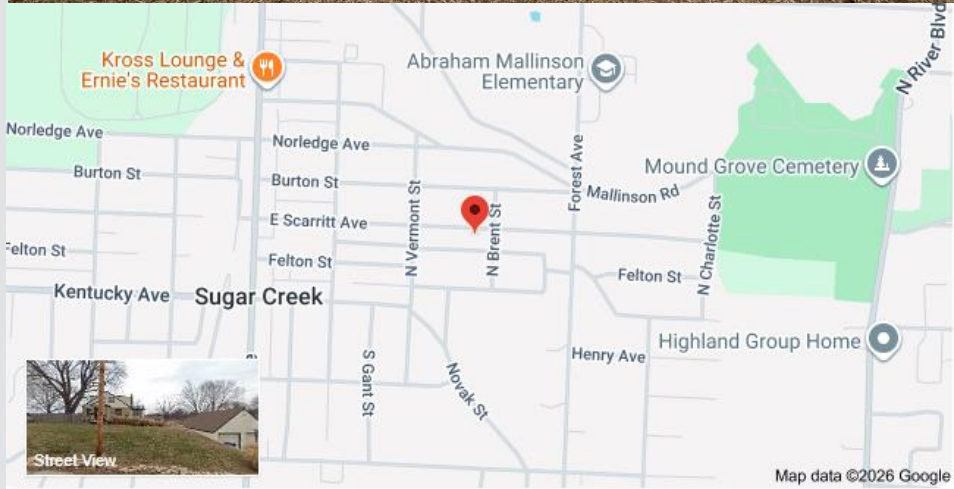 N River Blvd
Kross Lounge &
Ernie's Restaurant
Abraham Mallinson
Elementary
Norledge Ave
Norledge Ave
Forest Ave
Mound Grove Cemetery
Burton St
Burton St
Mallinson Rd
N Vermont St
N Brent St
N Charlotte St
E Scarritt Ave
Felton St
Felton St
Felton St
Kentucky Ave
Sugar Creek
Highland Group Home
Henry Ave
S Gant St
Novak St
Street View
Map data ©2026 Google